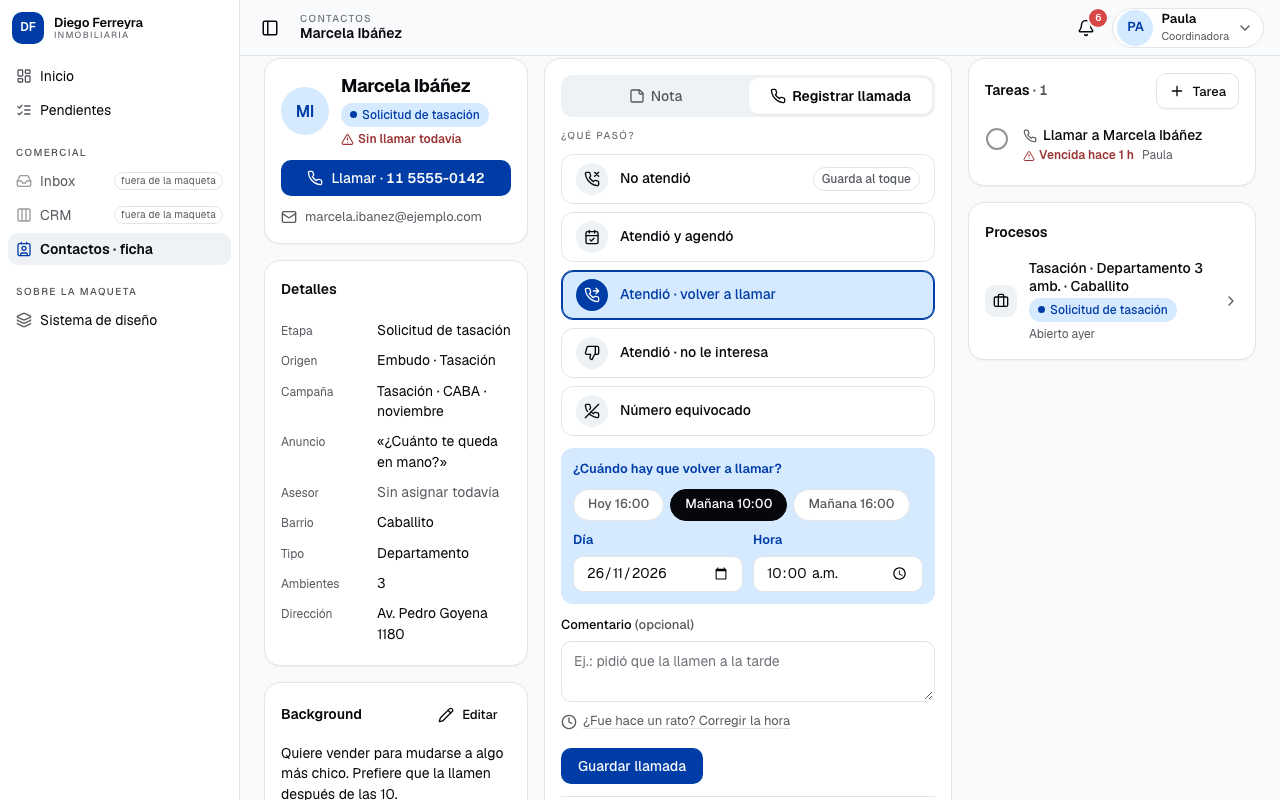 DF
Diego Ferreyra
INMOBILIARIA
Inicio
Pendientes
COMERCIAL
Inbox
fuera de la maqueta
CRM
fuera de la maqueta
Contactos · ficha
SOBRE LA MAQUETA
Sistema de diseño
CONTACTOS
Marcela Ibáñez
6
PA
Paula
Coordinadora
MI
Marcela Ibáñez
Solicitud de tasación
Sin llamar todavía
Llamar · 11 5555-0142
marcela.ibanez@ejemplo.com
Detalles
Etapa
Solicitud de tasación
Origen
Embudo · Tasación
Campaña
Tasación · CABA ·
noviembre
Anuncio
«¿Cuánto te queda
en mano?»
Asesor
Sin asignar todavía
Barrio
Caballito
Tipo
Departamento
Ambientes
3
Dirección
Av. Pedro Goyena
1180
Background
Editar
Quiere vender para mudarse a algo
más chico. Prefiere que la llamen
después de las 10.
Nota
Registrar llamada
¿QUÉ PASÓ?
No atendió
Guarda al toque
Atendió y agendó
Atendió · volver a llamar
Atendió · no le interesa
Número equivocado
¿Cuándo hay que volver a llamar?
Hoy 16:00
Mañana 10:00
Mañana 16:00
Día
Hora
26/11/2026
10:00 a.m.
Comentario (opcional)
Ej.: pidió que la llamen a la tarde
¿Fue hace un rato? Corregir la hora
Guardar llamada
Tareas · 1
Tarea
Llamar a Marcela Ibáñez
Vencida hace 1 h
Paula
Procesos
Tasación · Departamento 3
amb. · Caballito
Solicitud de tasación
Abierto ayer